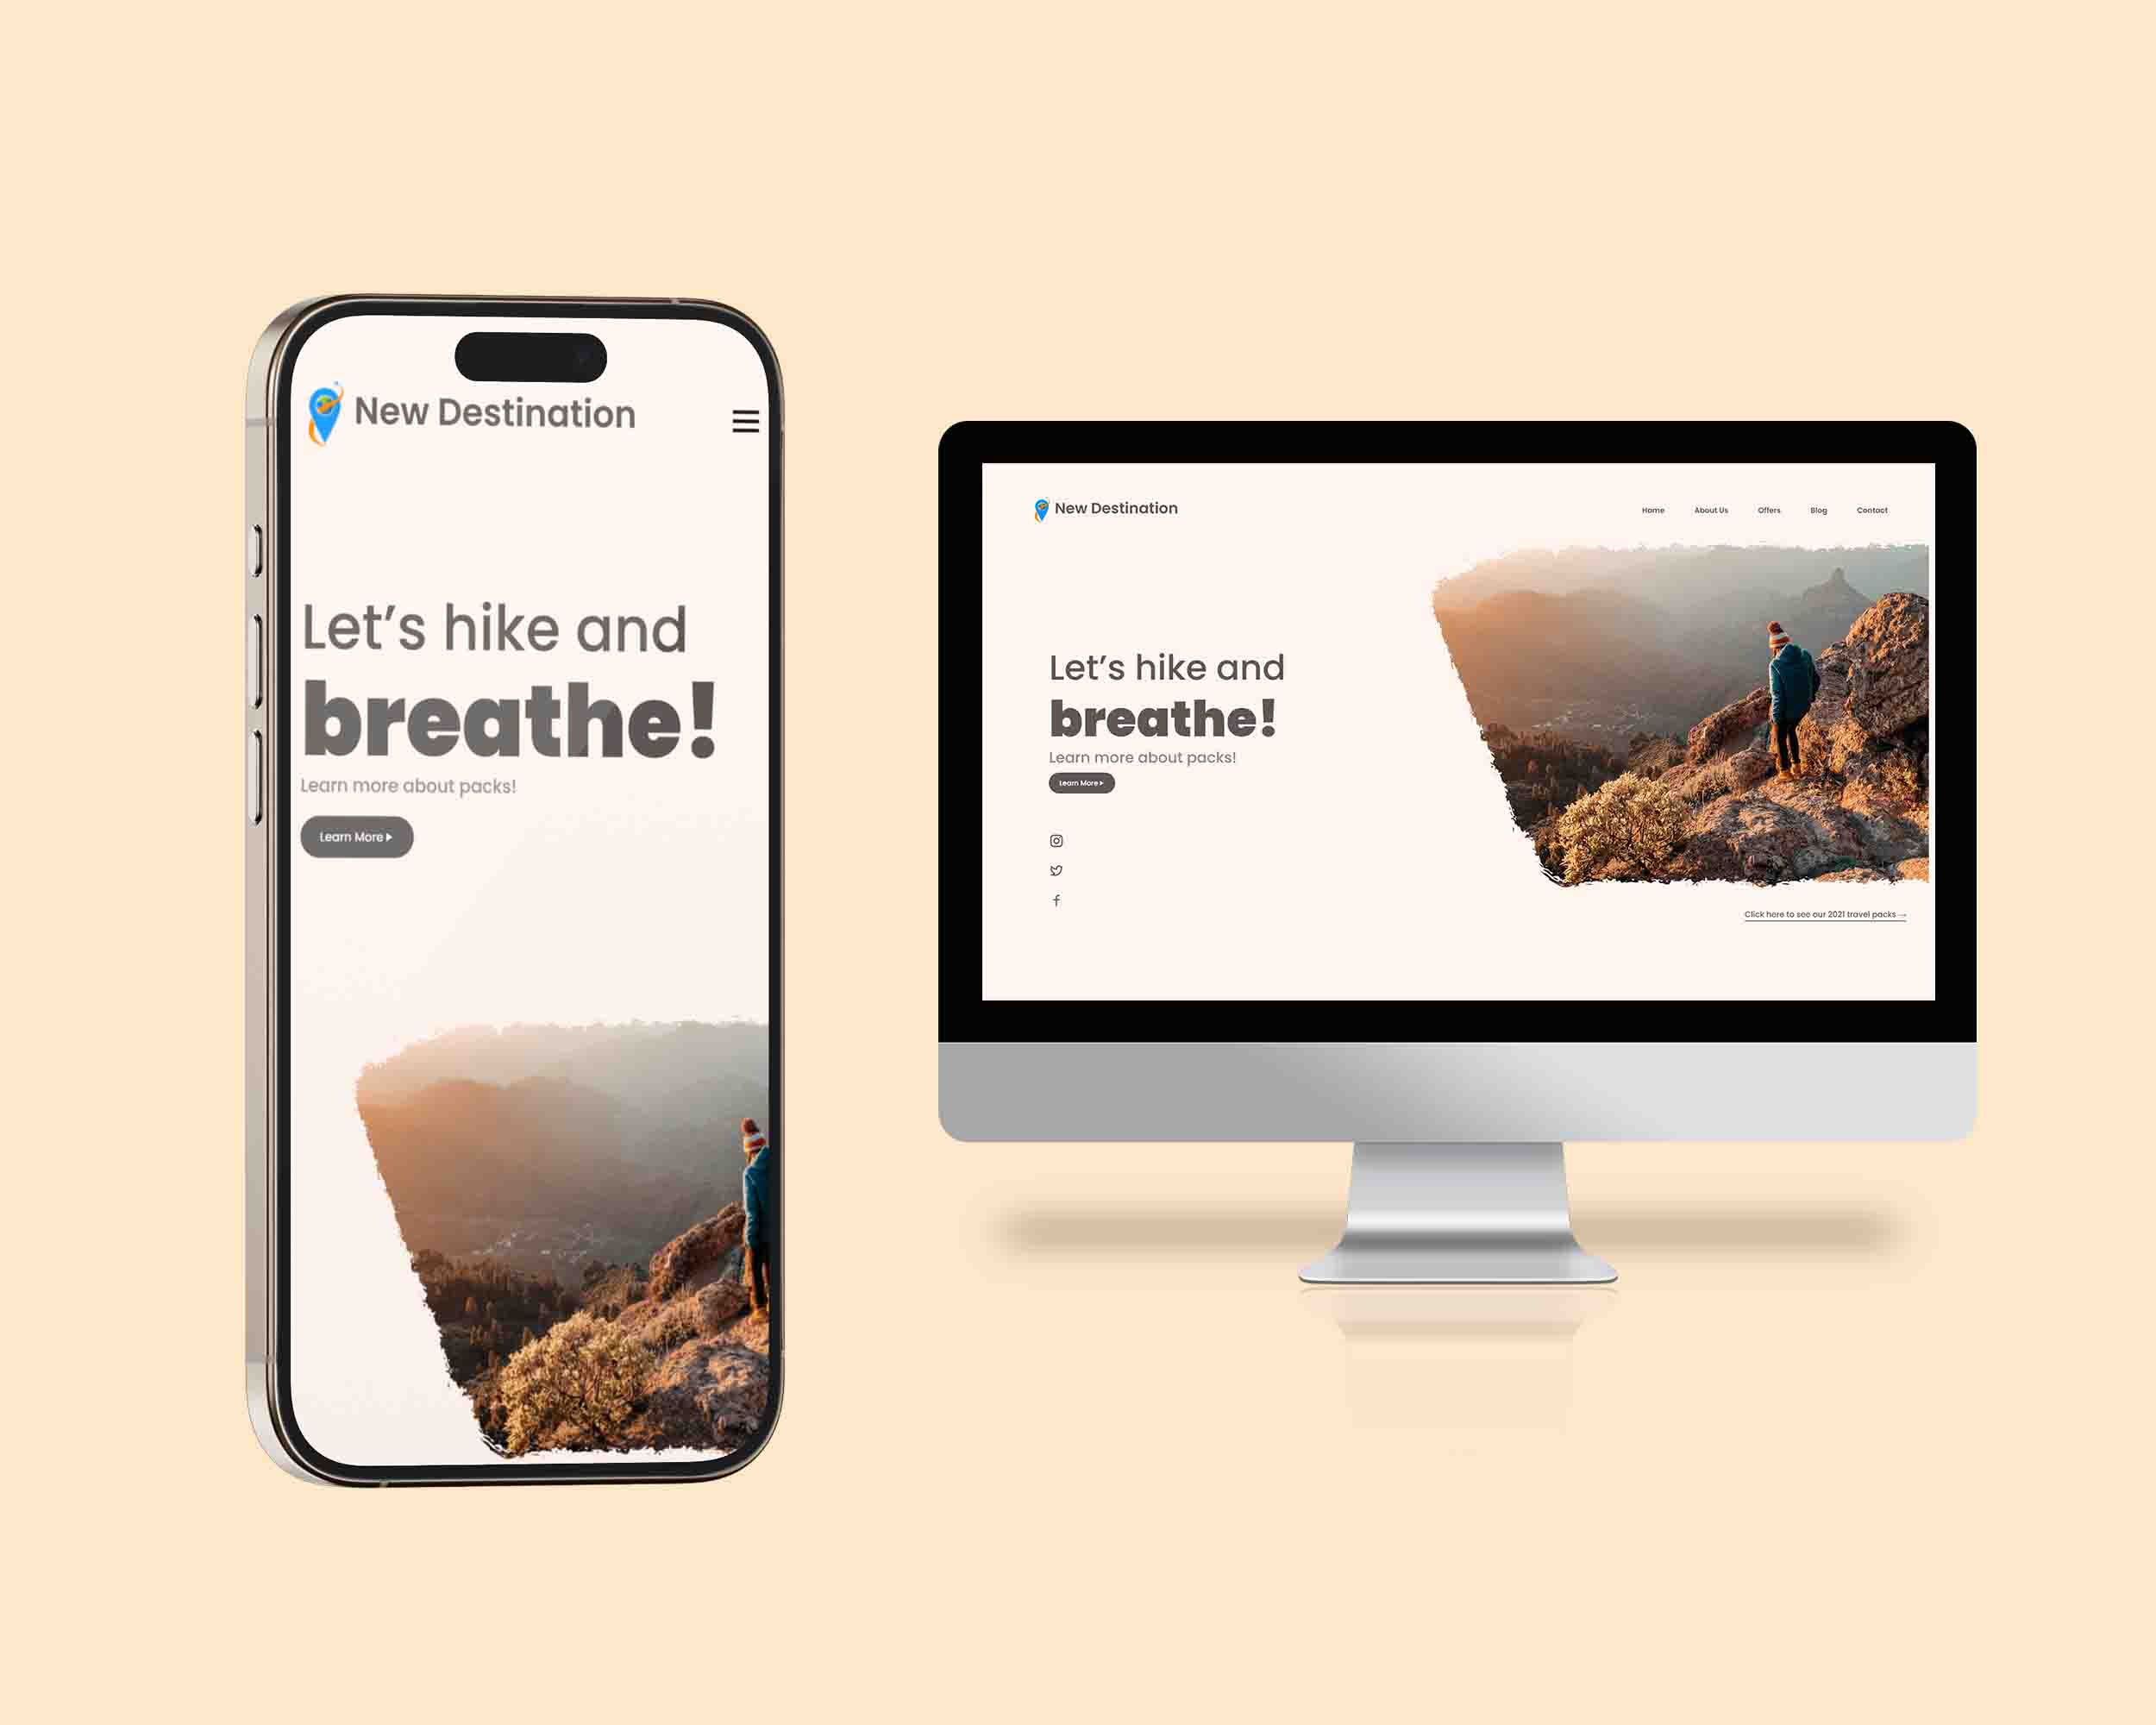 New Destination
Let's hike and
breathe!
Learn more about packs!
Learn More
New Destination
Home About Us Offers Blog Contact
Let's hike and
breathe!
Learn more about packs!
Learn More
Click here to see our 2021 travel packs →